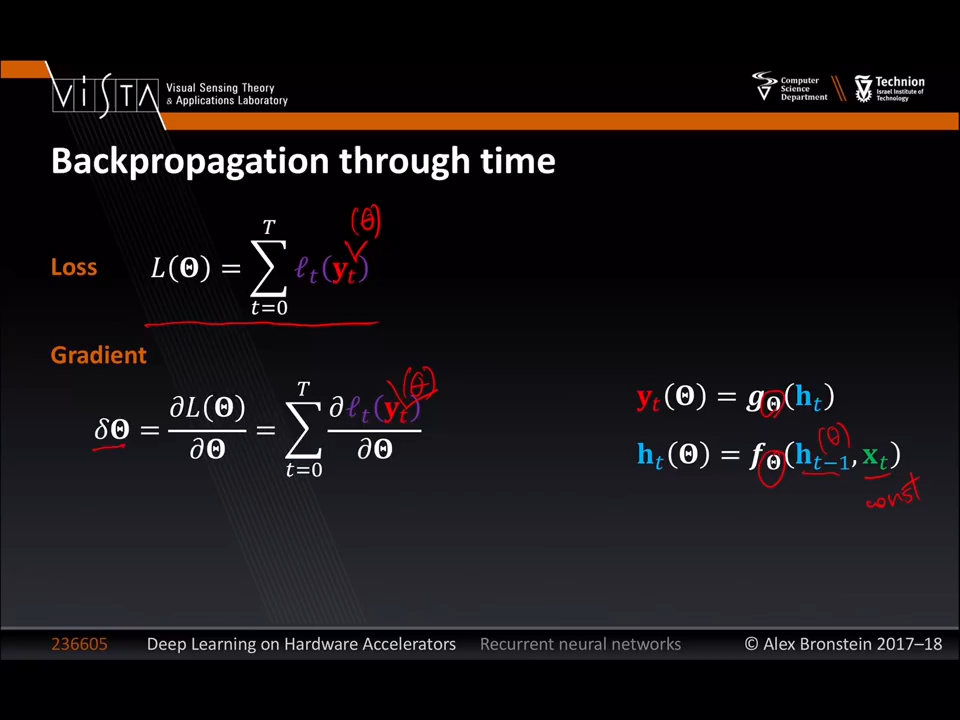 VISTA Visual Sensing Theory
& Applications Laboratory
Computer
Science
Department
Technion
Israel Institute of
Technology
Backpropagation through time
(θ)
Loss L(Θ) = ∑_{t=0}^{T} ℓ_t(y_t)
Gradient
(θ)
δΘ = ∂L(Θ)/∂Θ = ∑_{t=0}^{T} ∂ℓ_t(y_t)/∂Θ
y_t(Θ) = g_Θ(h_t)
(θ)
h_t(Θ) = f_Θ(h_{t−1}, x_t)
const
236605 Deep Learning on Hardware Accelerators Recurrent neural networks © Alex Bronstein 2017–18